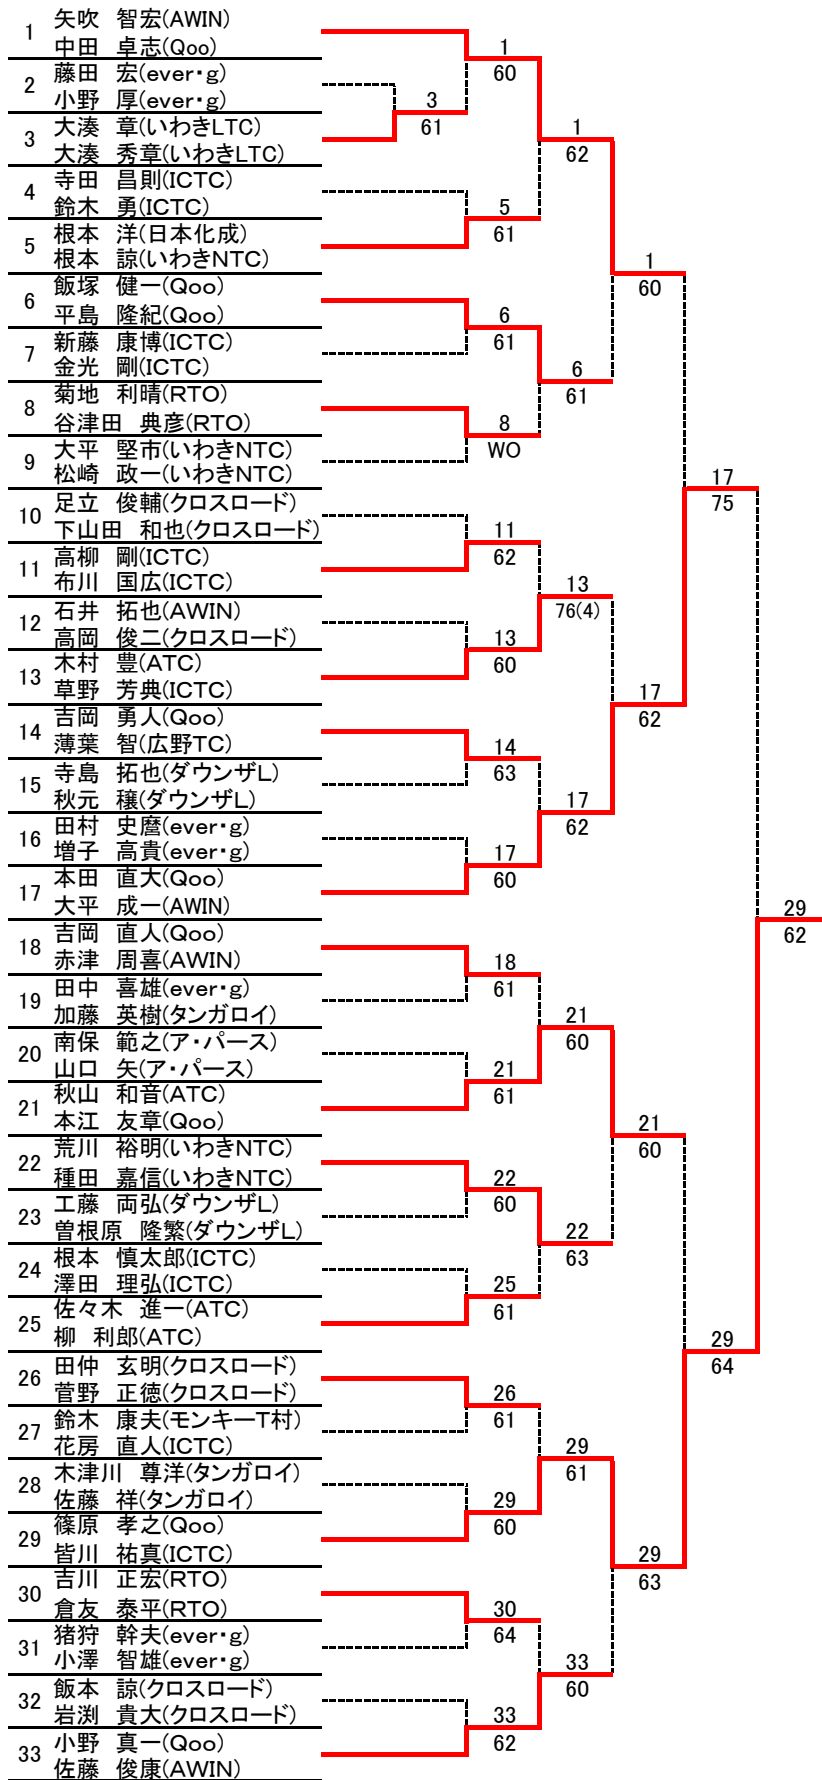 1
矢吹 智宏(AWIN)
中田 卓志(Qoo)
2
藤田 宏(ever・g)
小野 厚(ever・g)
3
大湊 章(いわきLTC)
大湊 秀章(いわきLTC)
4
寺田 昌則(ICTC)
鈴木 勇(ICTC)
5
根本 洋(日本化成)
根本 諒(いわきNTC)
6
飯塚 健一(Qoo)
平島 隆紀(Qoo)
7
新藤 康博(ICTC)
金光 剛(ICTC)
8
菊地 利晴(RTO)
谷津田 典彦(RTO)
9
大平 堅市(いわきNTC)
松崎 政一(いわきNTC)
10
足立 俊輔(クロスロード)
下山田 和也(クロスロード)
11
高柳 剛(ICTC)
布川 国広(ICTC)
12
石井 拓也(AWIN)
高岡 俊二(クロスロード)
13
木村 豊(ATC)
草野 芳典(ICTC)
14
吉岡 勇人(Qoo)
薄葉 智(広野TC)
15
寺島 拓也(ダウンザL)
秋元 穣(ダウンザL)
16
田村 史麿(ever・g)
増子 高貴(ever・g)
17
本田 直大(Qoo)
大平 成一(AWIN)
18
吉岡 直人(Qoo)
赤津 周喜(AWIN)
19
田中 喜雄(ever・g)
加藤 英樹(タンガロイ)
20
南保 範之(ア・パース)
山口 矢(ア・パース)
21
秋山 和音(ATC)
本江 友章(Qoo)
22
荒川 裕明(いわきNTC)
種田 嘉信(いわきNTC)
23
工藤 両弘(ダウンザL)
曽根原 隆繁(ダウンザL)
24
根本 慎太郎(ICTC)
澤田 理弘(ICTC)
25
佐々木 進一(ATC)
柳 利郎(ATC)
26
田仲 玄明(クロスロード)
菅野 正徳(クロスロード)
27
鈴木 康夫(モンキーT村)
花房 直人(ICTC)
28
木津川 尊洋(タンガロイ)
佐藤 祥(タンガロイ)
29
篠原 孝之(Qoo)
皆川 祐真(ICTC)
30
吉川 正宏(RTO)
倉友 泰平(RTO)
31
猪狩 幹夫(ever・g)
小澤 智雄(ever・g)
32
飯本 諒(クロスロード)
岩渕 貴大(クロスロード)
33
小野 真一(Qoo)
佐藤 俊康(AWIN)
3
61
1
60
5
61
6
61
8
WO
11
62
13
60
14
63
17
60
18
61
21
61
22
60
25
61
26
61
29
60
30
64
33
62
1
62
6
61
13
76(4)
17
62
21
60
22
63
29
61
33
60
1
60
17
62
21
60
29
63
17
75
29
64
29
62